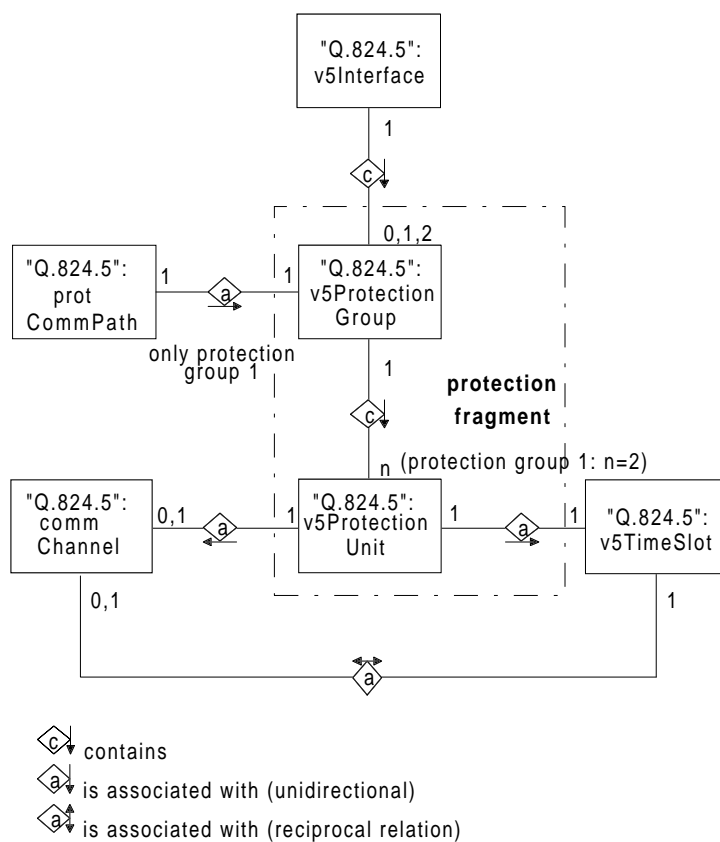 "Q.824.5":
v5Interface
1
c
0,1,2
"Q.824.5":
prot
CommPath
1
a
1
"Q.824.5":
v5Protection
Group
only protection
group 1
1
protection
fragment
c
n (protection group 1: n=2)
"Q.824.5":
comm
Channel
0,1
a
1
"Q.824.5":
v5Protection
Unit
1
a
1
"Q.824.5":
v5TimeSlot
0,1
1
a
c contains
a is associated with (unidirectional)
a is associated with (reciprocal relation)